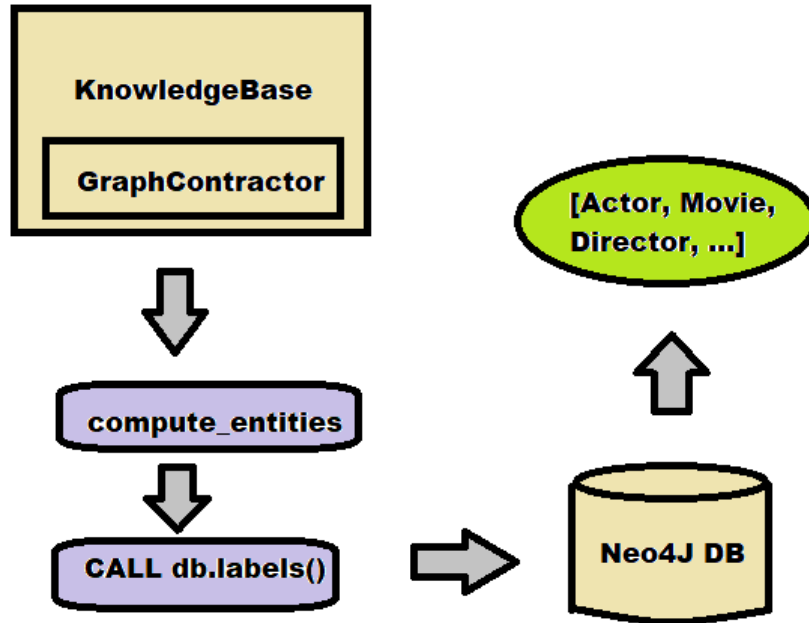 KnowledgeBase
GraphContractor
compute_entities
CALL db.labels()
Neo4J DB
[Actor, Movie,
Director, ...]